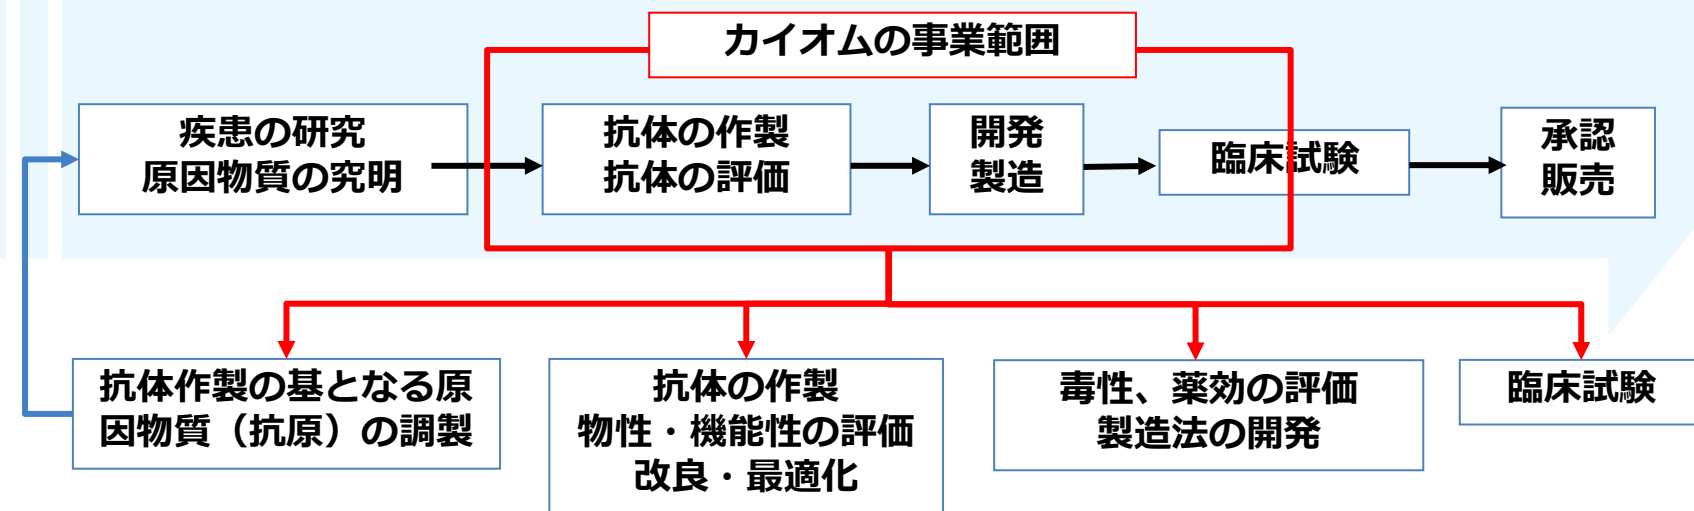 カイオムの事業範囲
疾患の研究
原因物質の究明
抗体の作製
抗体の評価
開発
製造
臨床試験
承認
販売
抗体作製の基となる原
因物質（抗原）の調製
抗体の作製
物性・機能性の評価
改良・最適化
毒性、薬効の評価
製造法の開発
臨床試験